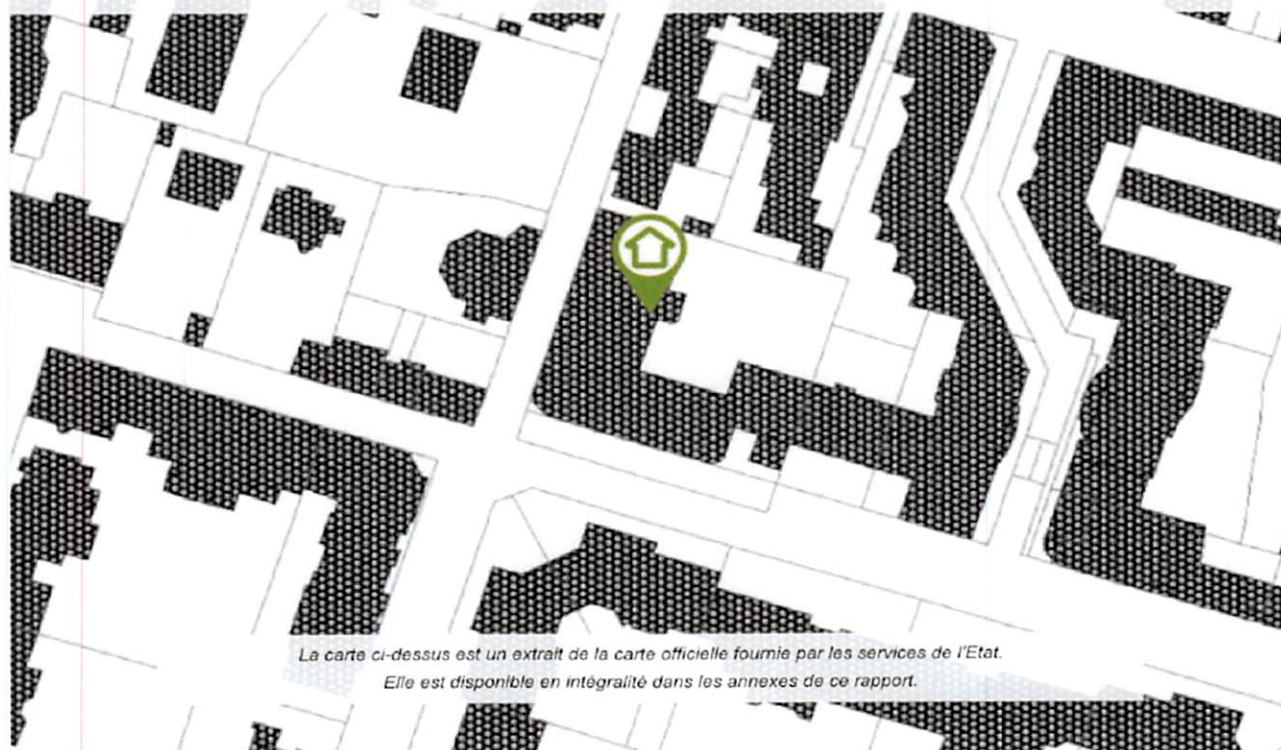 La carte ci-dessus est un extrait de la carte officielle fournie par les services de l'Etat.
Elle est disponible en intégralité dans les annexes de ce rapport.